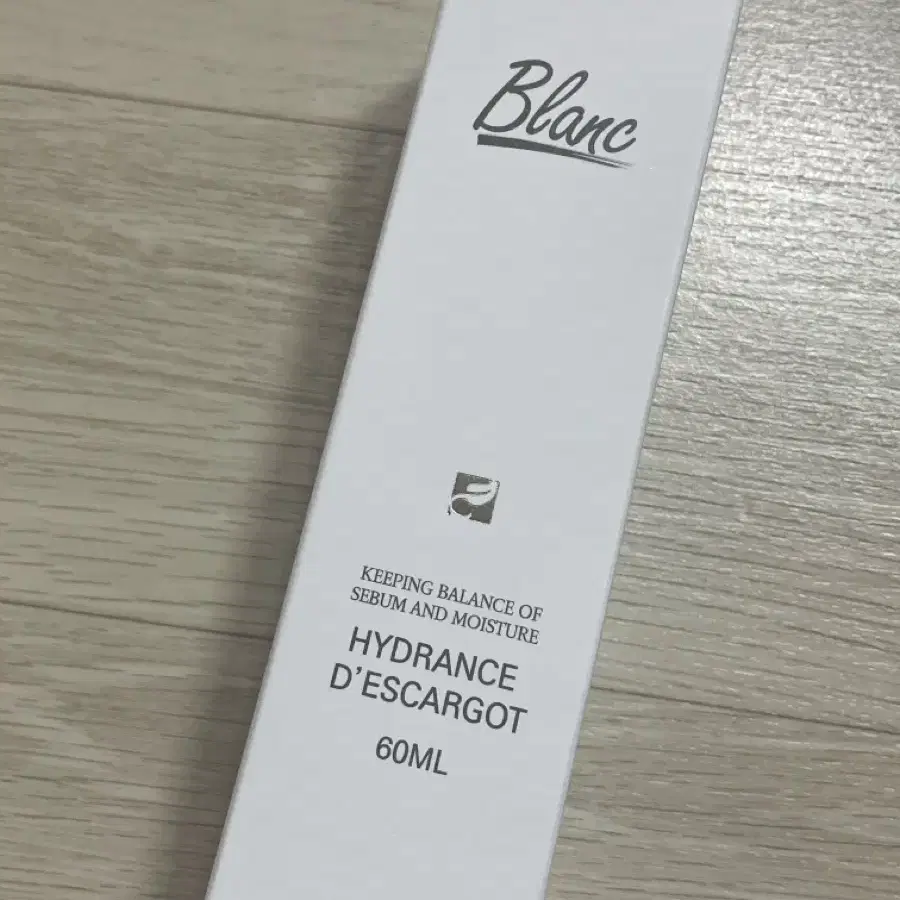 Blanc
KEEPING BALANCE OF
SEBUM AND MOISTURE
HYDRANCE
D'ESCARGOT
60ML